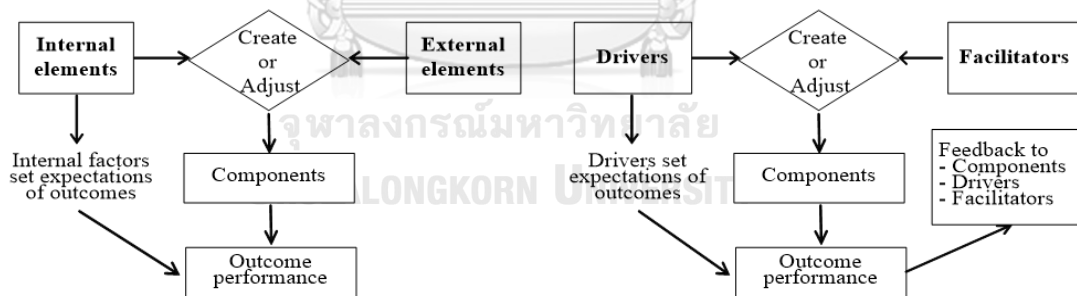 Internal
elements
Create
or
Adjust
External
elements
Internal factors
set expectations
of outcomes
Components
Outcome
performance
Drivers
Create
or
Adjust
Facilitators
Drivers set
expectations of
outcomes
Components
Feedback to
- Components
- Drivers
- Facilitators
Outcome
performance
จุฬาลงกรณ์มหาวิทยาลัย